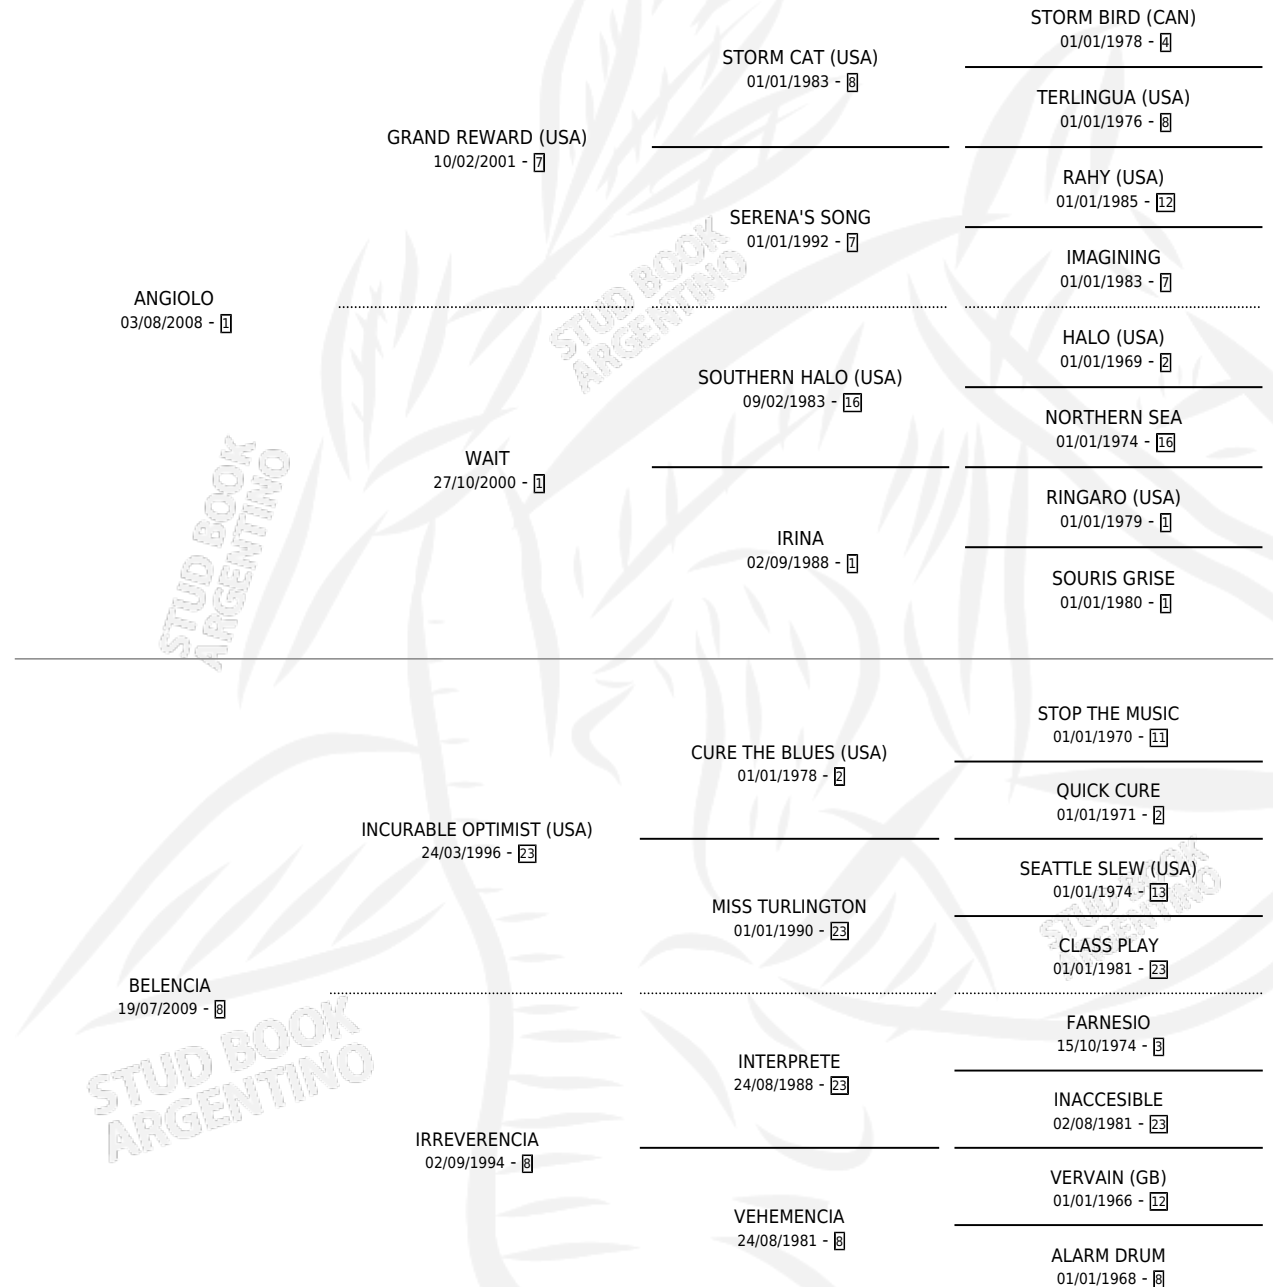 STORM BIRD (CAN)
01/01/1978 - 4
STORM CAT (USA)
01/01/1983 - 8
TERLINGUA (USA)
01/01/1976 - 8
GRAND REWARD (USA)
10/02/2001 - 7
RAHY (USA)
01/01/1985 - 12
SERENA'S SONG
01/01/1992 - 7
IMAGINING
01/01/1983 - 7
STUD BOOK
ARGENTINO
ANGIOLO
03/08/2008 - 1
HALO (USA)
01/01/1969 - 2
SOUTHERN HALO (USA)
09/02/1983 - 16
NORTHERN SEA
01/01/1974 - 16
WAIT
27/10/2000 - 1
RINGARO (USA)
01/01/1979 - 1
IRINA
02/09/1988 - 1
SOURIS GRISE
01/01/1980 - 1
STUD BOOK
ARGENTINO
STOP THE MUSIC
01/01/1970 - 11
CURE THE BLUES (USA)
01/01/1978 - 2
QUICK CURE
01/01/1971 - 2
INCURABLE OPTIMIST (USA)
24/03/1996 - 23
SEATTLE SLEW (USA)
01/01/1974 - 13
MISS TURLINGTON
01/01/1990 - 23
CLASS PLAY
01/01/1981 - 23
STUD BOOK
ARGENTINO
BELENCIA
19/07/2009 - 8
FARNESIO
15/10/1974 - 3
INTERPRETE
24/08/1988 - 23
INACCESIBLE
02/08/1981 - 23
STUD BOOK
ARGENTINO
IRREVERENCIA
02/09/1994 - 8
VERVAIN (GB)
01/01/1966 - 12
VEHEMENCIA
24/08/1981 - 8
ALARM DRUM
01/01/1968 - 8